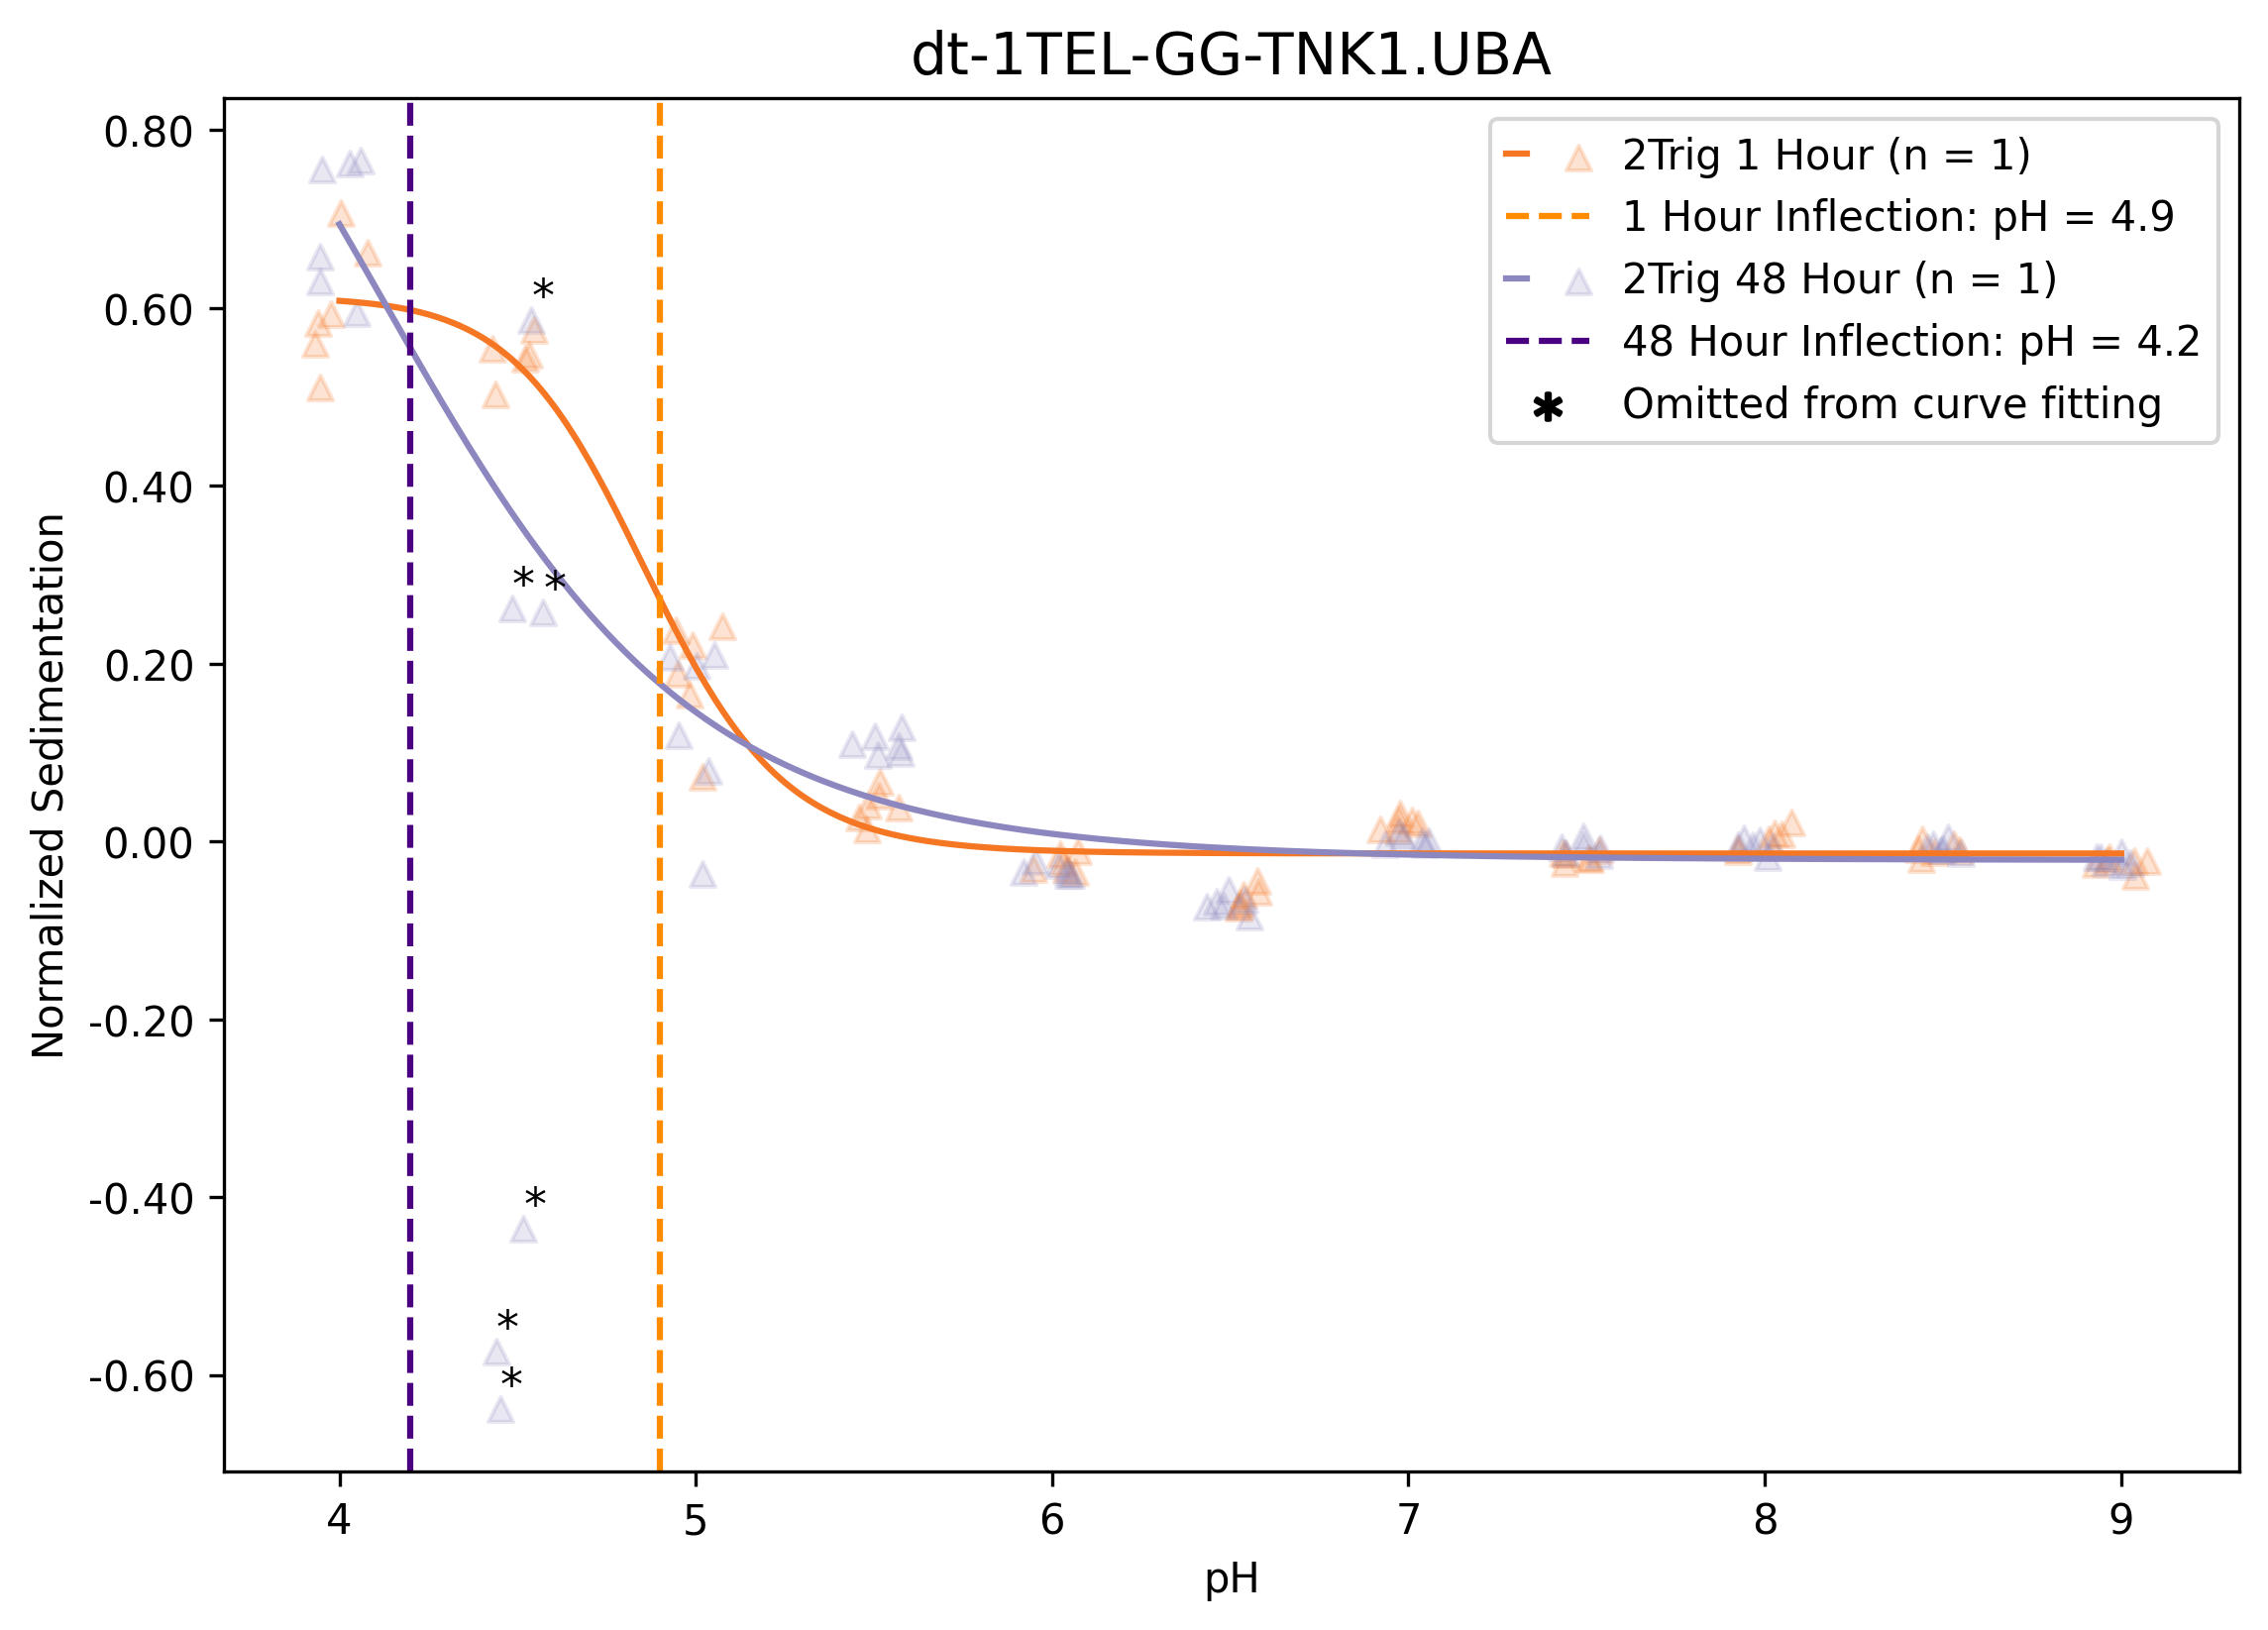 dt-1TEL-GG-TNK1.UBA
2Trig 1 Hour (n = 1)
1 Hour Inflection: pH = 4.9
2Trig 48 Hour (n = 1)
48 Hour Inflection: pH = 4.2
Omitted from curve fitting
Normalized Sedimentation
0.80
0.60
0.40
0.20
0.00
-0.20
-0.40
-0.60
*
* *
*
*
*
4 5 6 7 8 9
pH